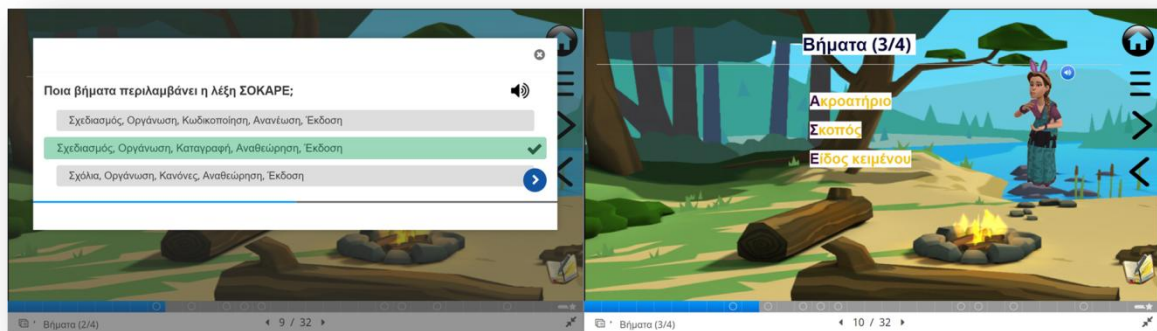 Ποια βήματα περιλαμβάνει η λέξη ΣΟΚΑΡΕ;
Σχεδιασμός, Οργάνωση, Κωδικοποίηση, Ανανέωση, Έκδοση
Σχεδιασμός, Οργάνωση, Καταγραφή, Αναθεώρηση, Έκδοση
Σχόλια, Οργάνωση, Κανόνες, Αναθεώρηση, Έκδοση
Βήματα (2/4)
9 / 32
Βήματα (3/4)
Ακροατήριο
Σκοπός
Είδος κειμένου
Βήματα (3/4)
10 / 32